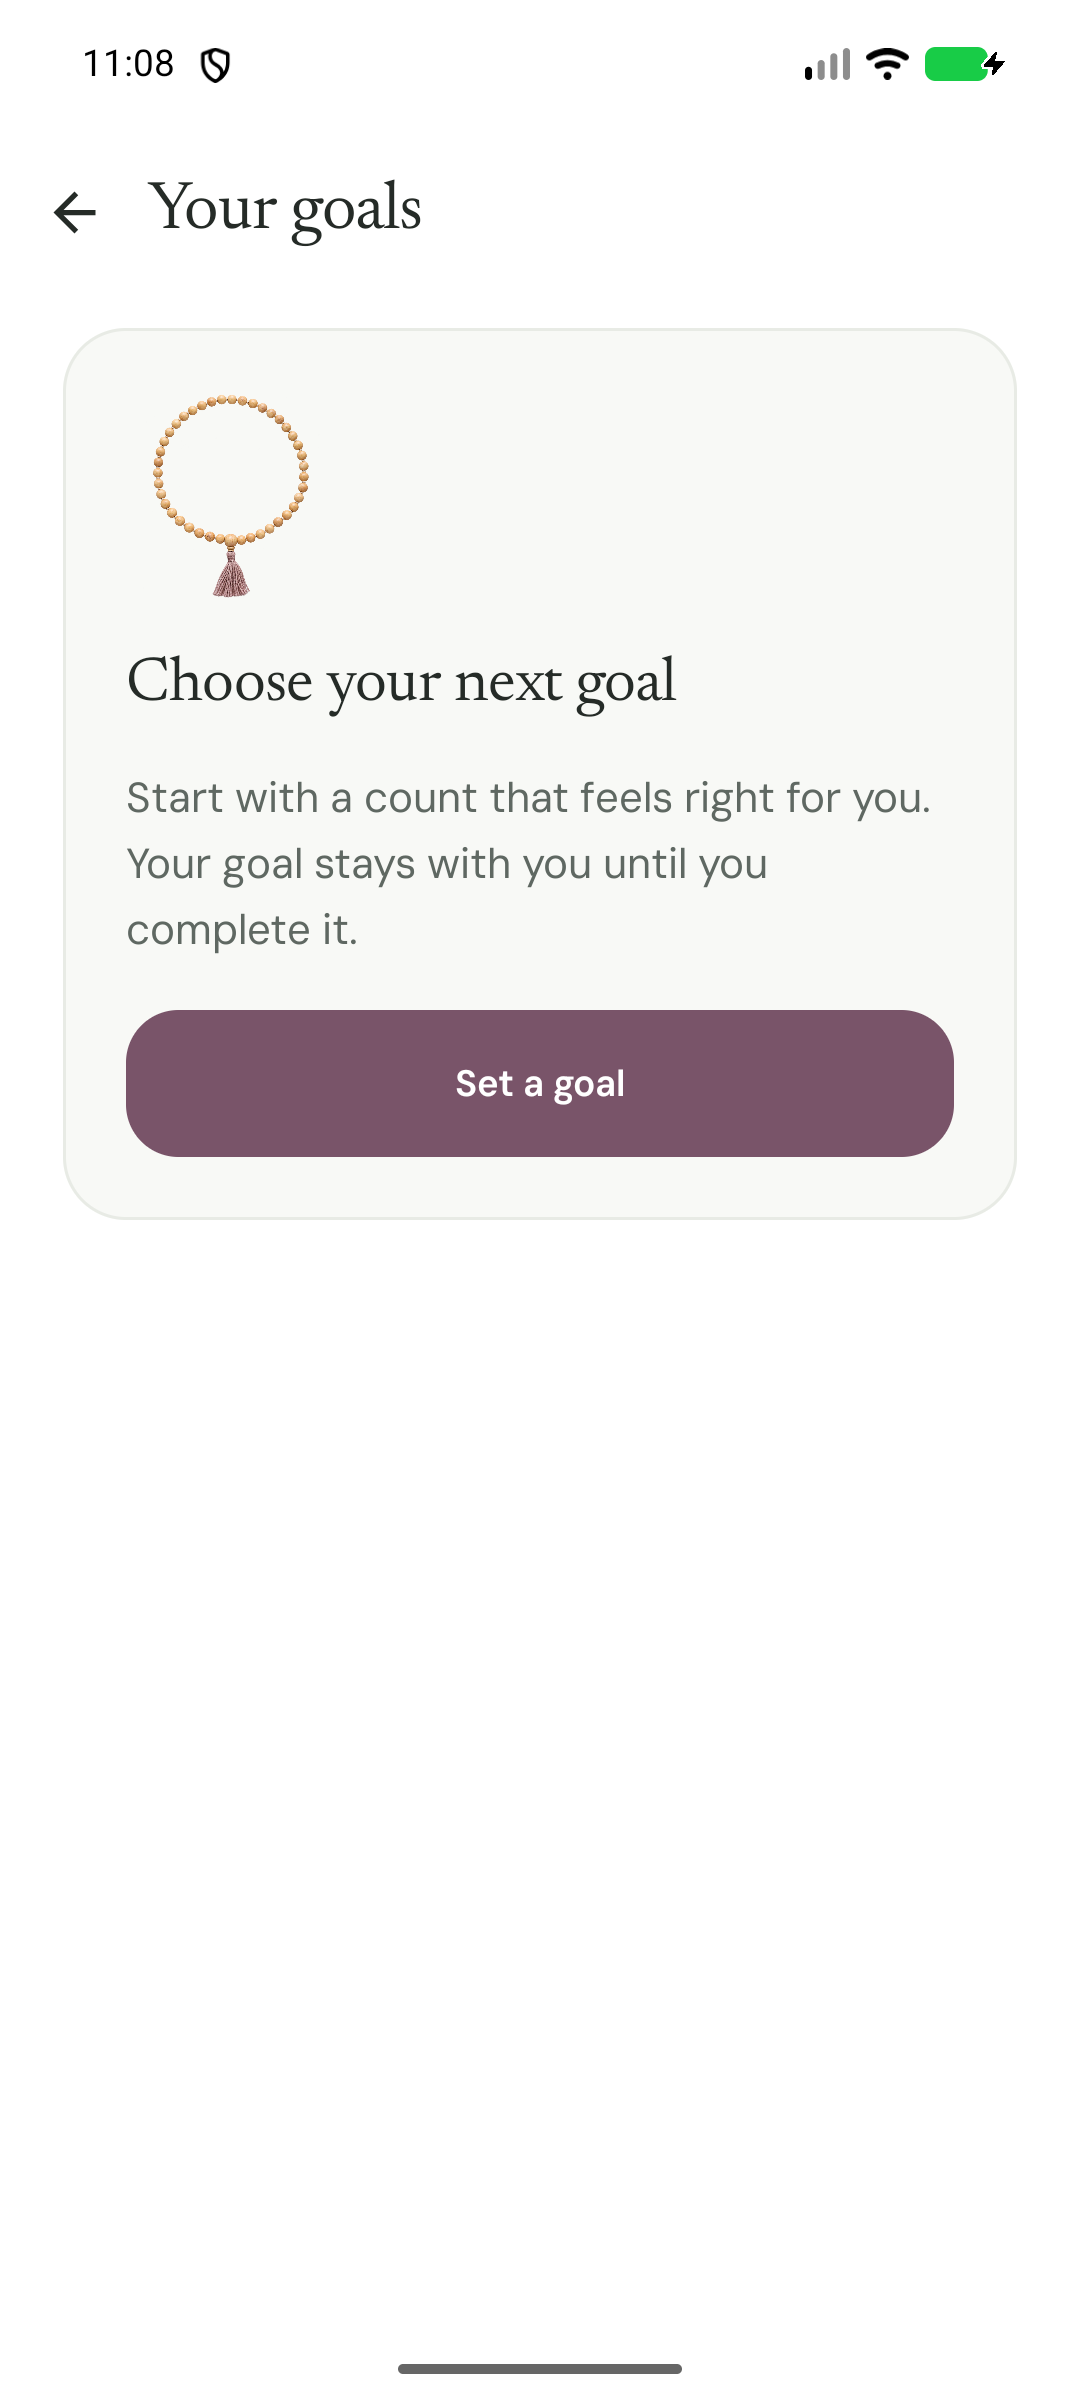 11:08
Your goals
Choose your next goal
Start with a count that feels right for you.
Your goal stays with you until you
complete it.
Set a goal